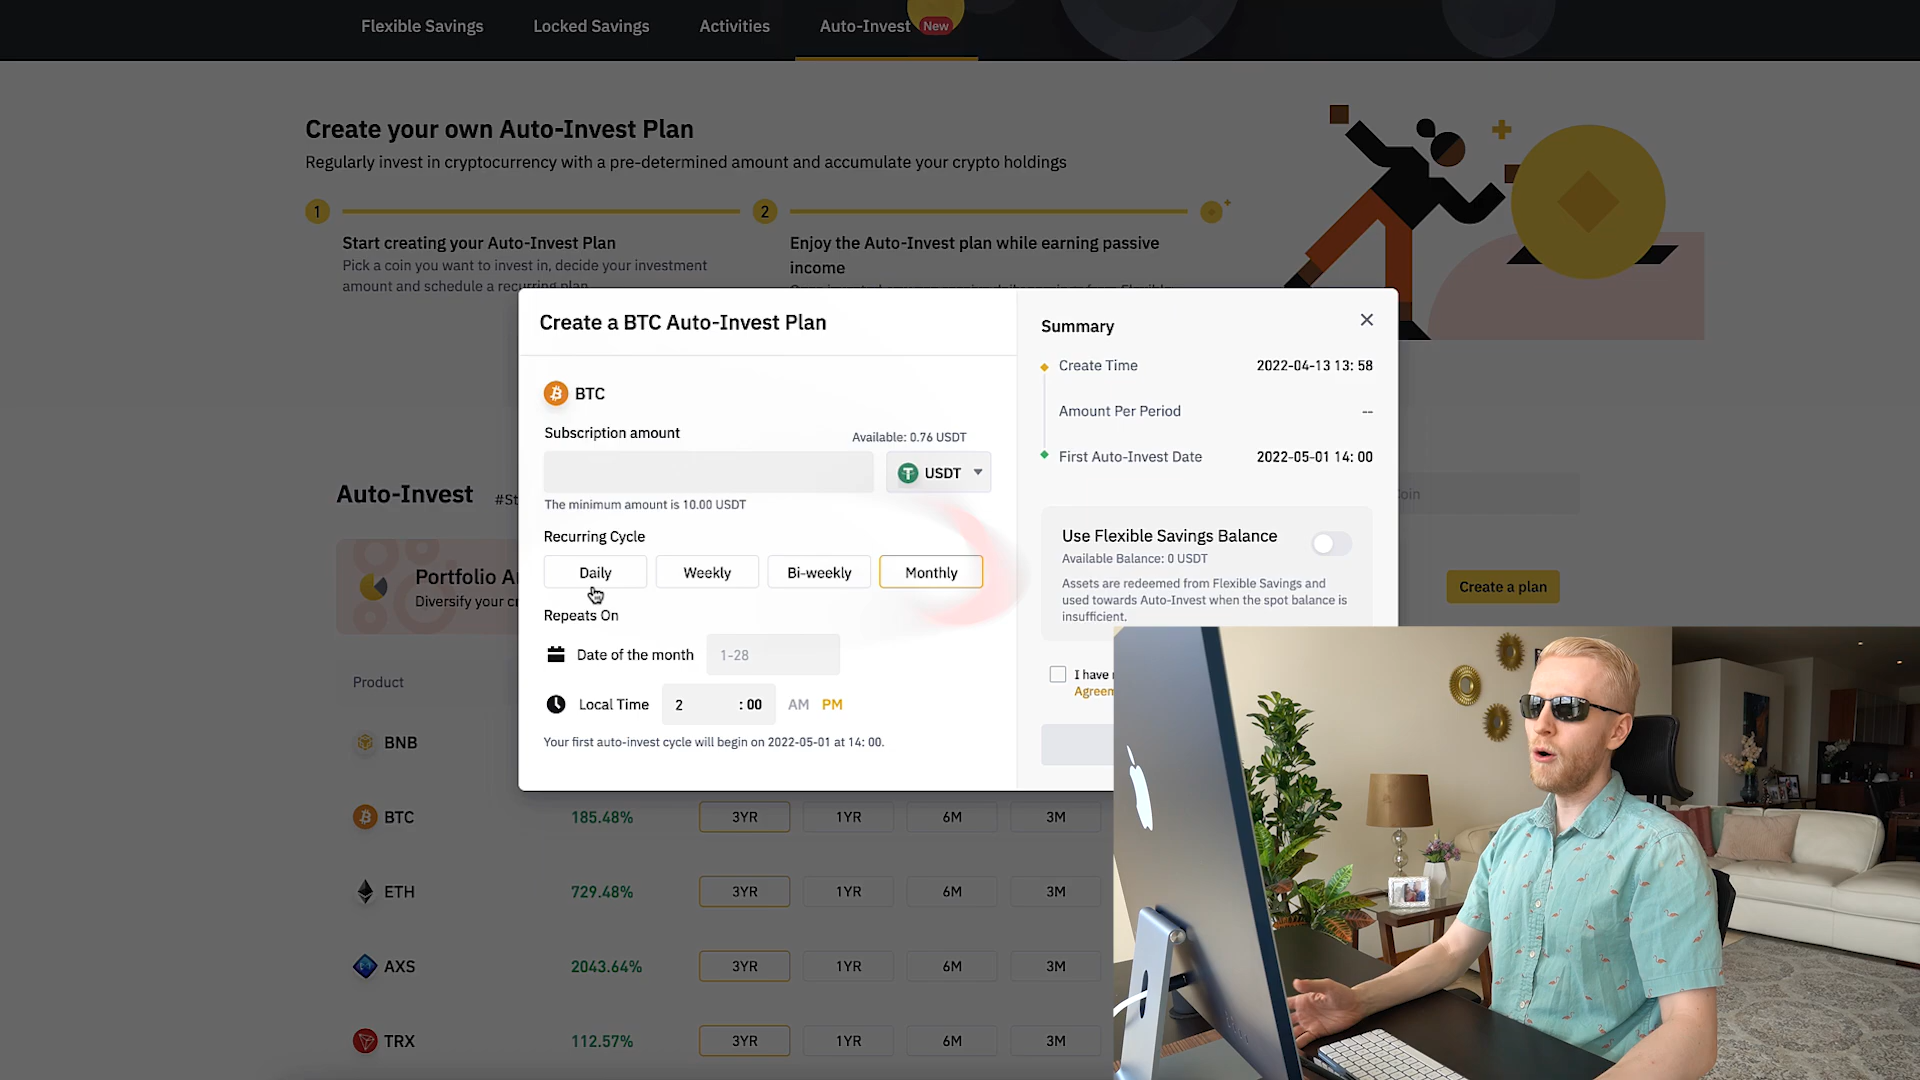 Flexible Savings
Locked Savings
Activities
Auto-Invest
New
Create your own Auto-Invest Plan
Regularly invest in cryptocurrency with a pre-determined amount and accumulate your crypto holdings
1
2
Start creating your Auto-Invest Plan
Pick a coin you want to invest in, decide your investment
amount and schedule a recurring plan
Enjoy the Auto-Invest plan while earning passive
income
Create a BTC Auto-Invest Plan
BTC
Subscription amount
Available: 0.76 USDT
USDT
The minimum amount is 10.00 USDT
Recurring Cycle
Daily
Weekly
Bi-weekly
Monthly
Repeats On
Date of the month
1-28
Local Time
2
: 00
AM
PM
Your first auto-invest cycle will begin on 2022-05-01 at 14: 00.
Summary
Create Time
2022-04-13 13: 58
Amount Per Period
--
First Auto-Invest Date
2022-05-01 14: 00
Use Flexible Savings Balance
Available Balance: 0 USDT
Assets are redeemed from Flexible Savings and
used towards Auto-Invest when the spot balance is
insufficient.
I have
Agreem
Auto-Invest
#St
Portfolio A
Diversify your cr
Create a plan
Product
BNB
BTC
185.48%
3YR
1YR
6M
3M
ETH
729.48%
3YR
1YR
6M
3M
AXS
2043.64%
3YR
1YR
6M
3M
TRX
112.57%
3YR
1YR
6M
3M